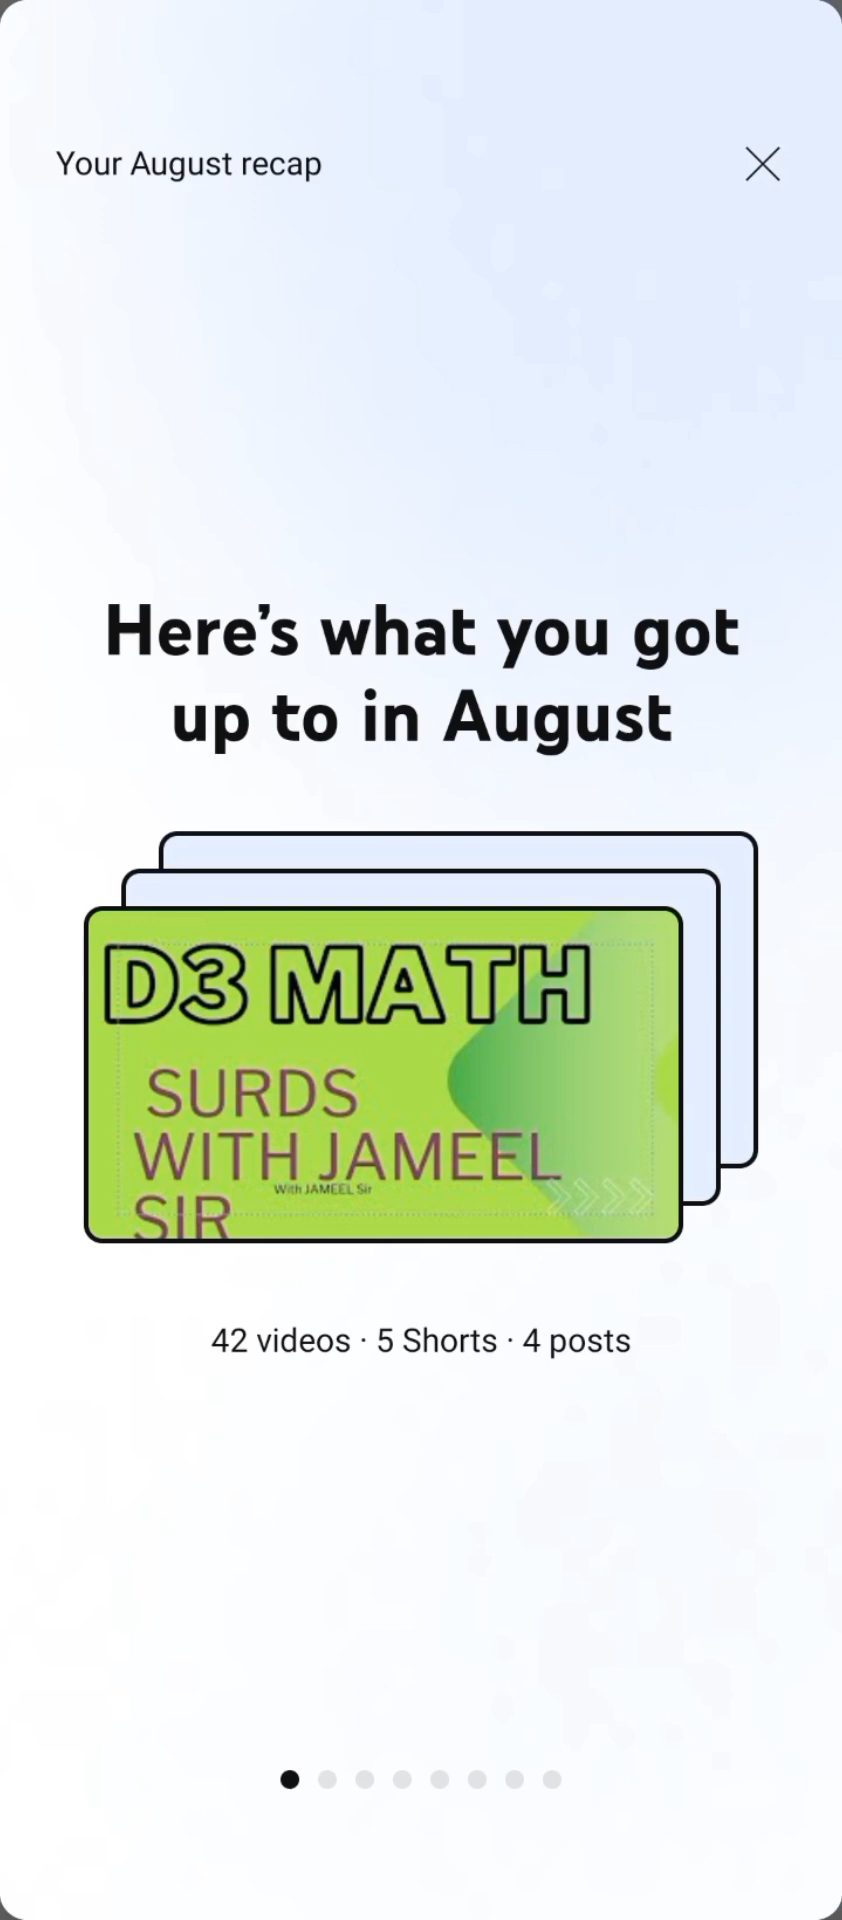 Your August recap
Here’s what you got
up to in August
D3 MATH
SURDS
WITH JAMEEL
With JAMEEL Sir
SIR
42 videos · 5 Shorts · 4 posts